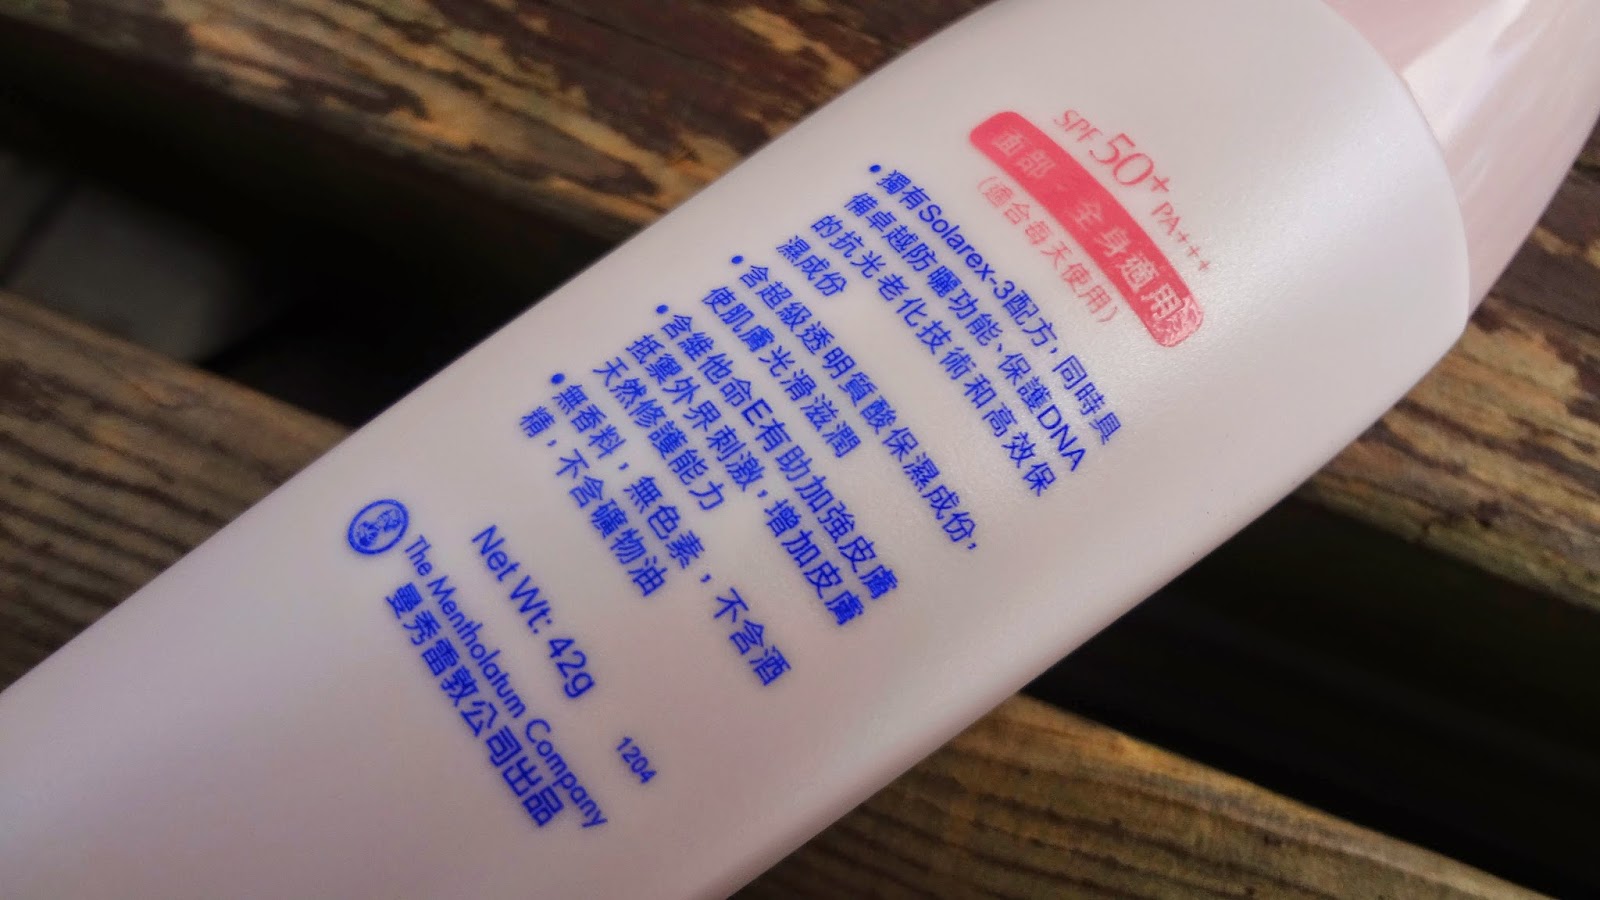 SPF 50+ PA+++
面部、全身適用
(適合每天使用)
• 獨有Solarex-3配方，同時具
備卓越防曬功能、保護DNA
的抗光老化技術和高效保
濕成份
• 含超級透明質酸保濕成份，
使肌膚光滑滋潤
• 含維他命E有助加強皮膚
抵禦外界刺激，增加皮膚
天然修護能力
• 無香料，無色素，不含酒
精，不含礦物油
Net Wt: 42g
1204
The Mentholatum Company
曼秀雷敦公司出品